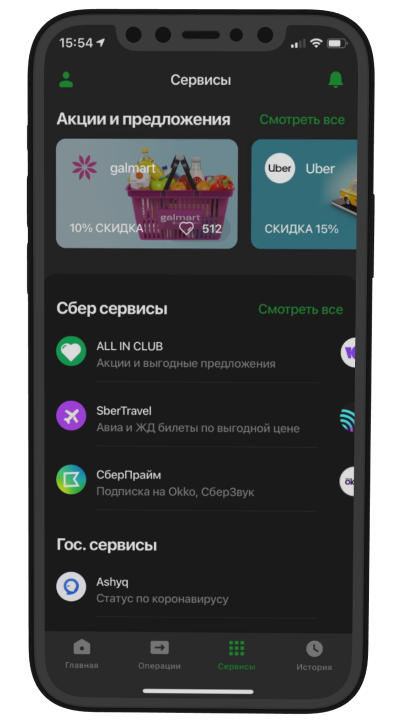 15:54
Сервисы
Акции и предложения
Смотреть все
galmart
galmart
10% СКИДКА
512
Uber
Uber
СКИДКА 15%
Сбер сервисы
Смотреть все
ALL IN CLUB
Акции и выгодные предложения
SberTravel
Авиа и ЖД билеты по выгодной цене
СберПрайм
Подписка на Okko, СберЗвук
ok
Гос. сервисы
Ashyq
Статус по коронавирусу
Главная
Операции
Сервисы
История